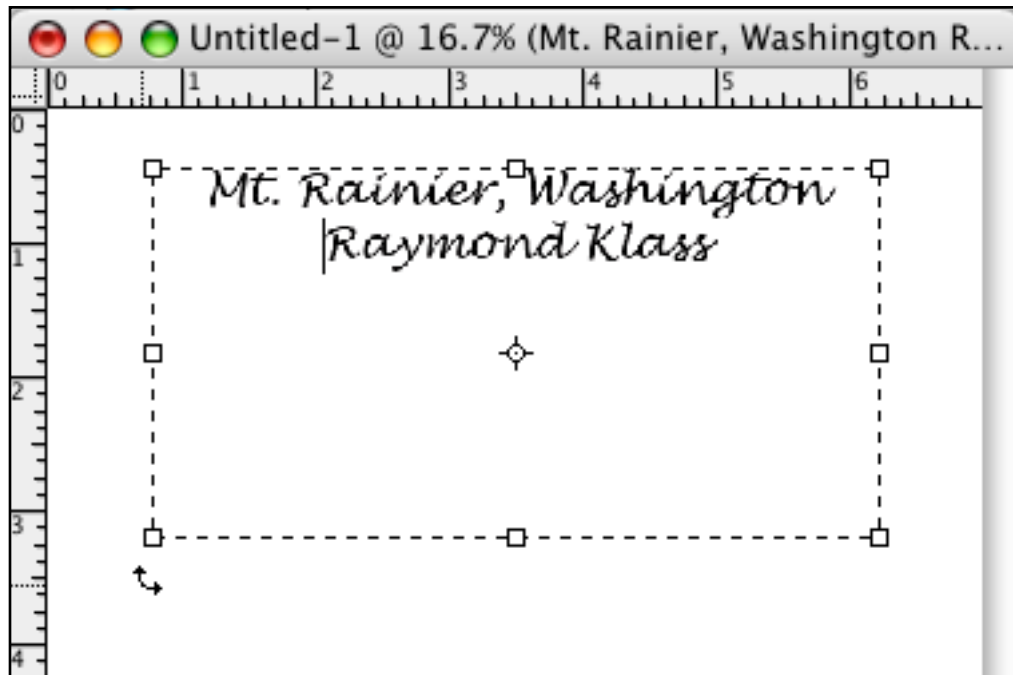 Untitled-1 @ 16.7% (Mt. Rainier, Washington R...
0 1 2 3 4 5 6
0
Mt. Rainier, Washington
Raymond Klass
1
2
3
4